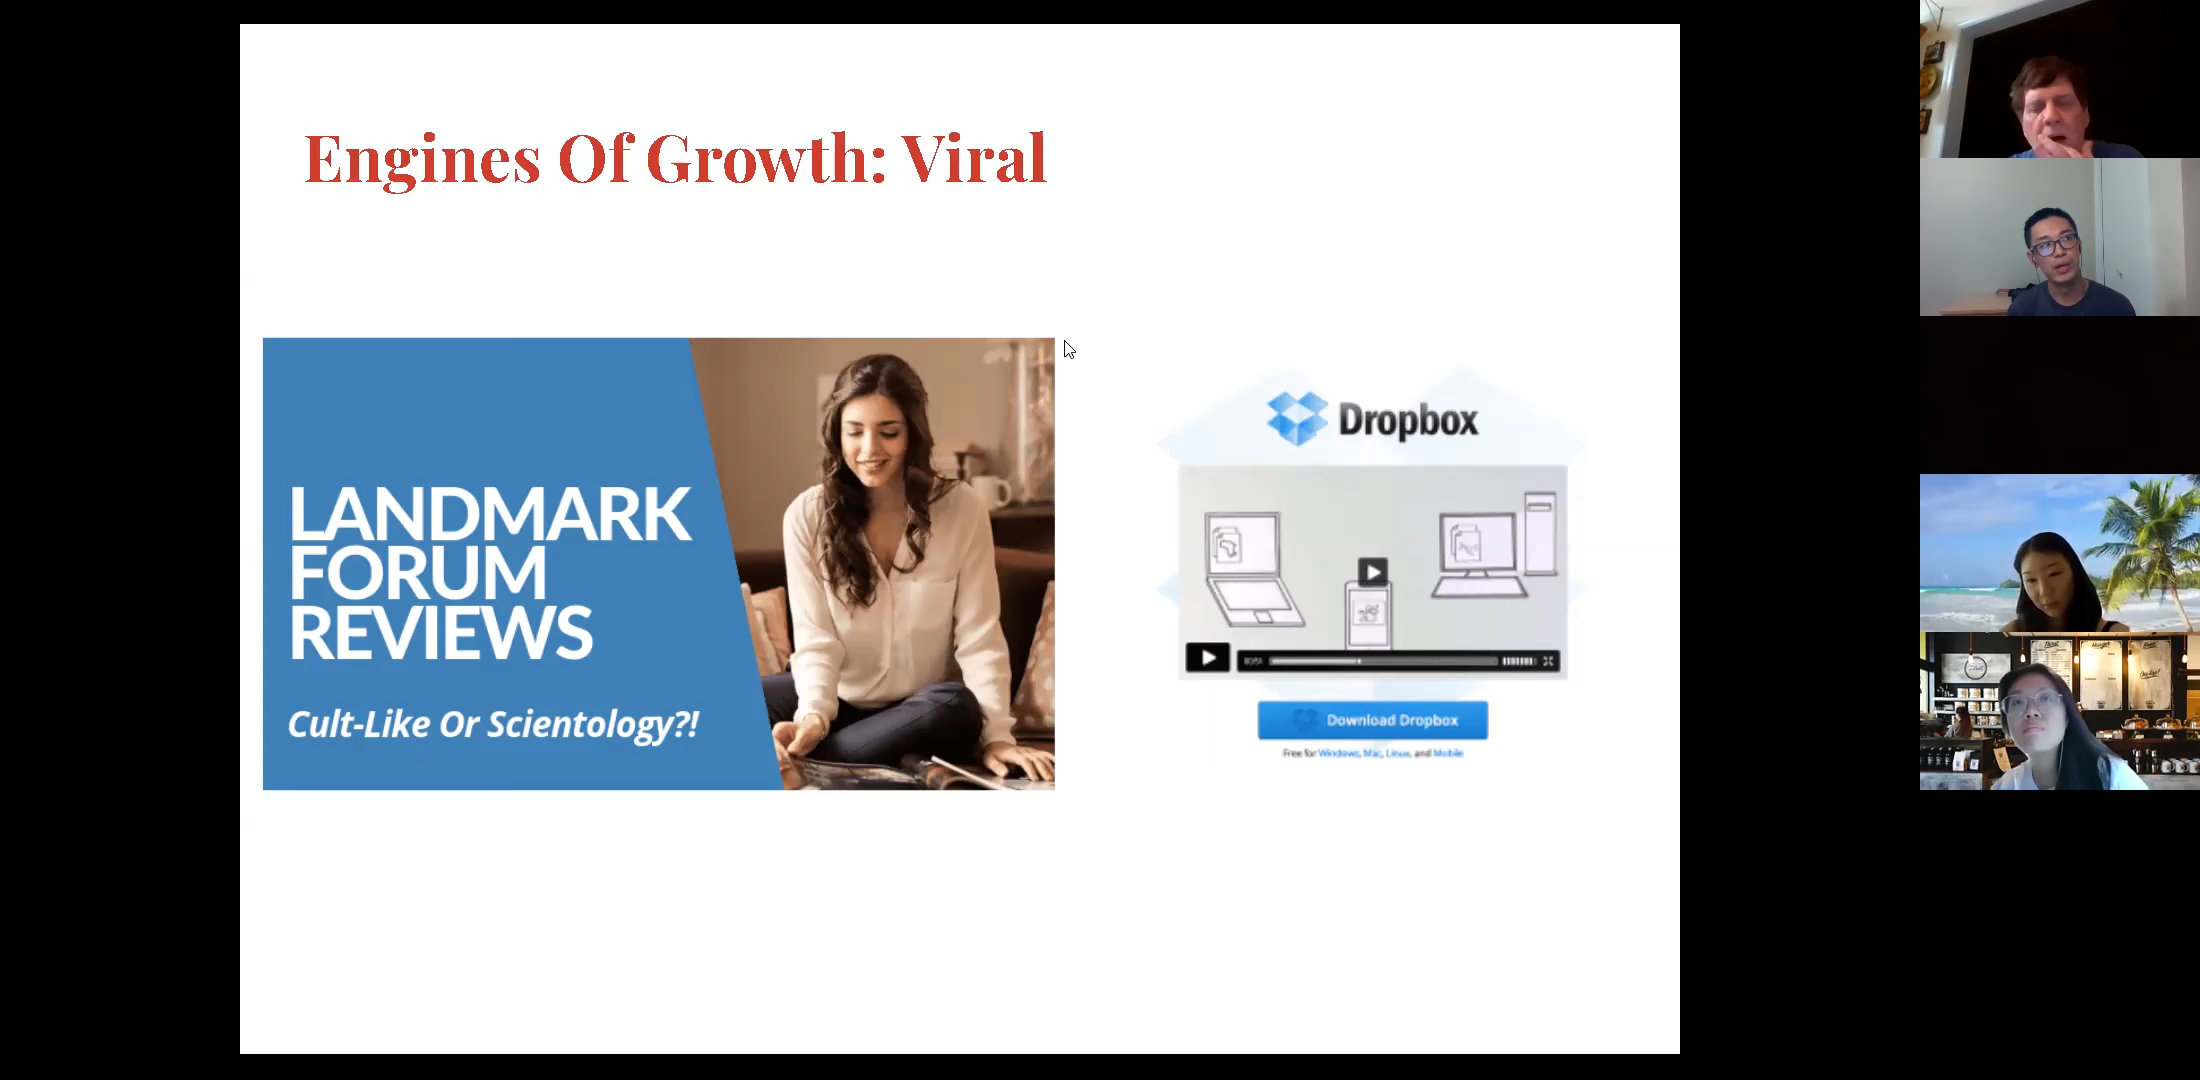 Engines Of Growth: Viral
LANDMARK
FORUM
REVIEWS
Cult-Like Or Scientology?!
Dropbox
Download Dropbox
Free for Windows, Mac, Linux, and Mobile